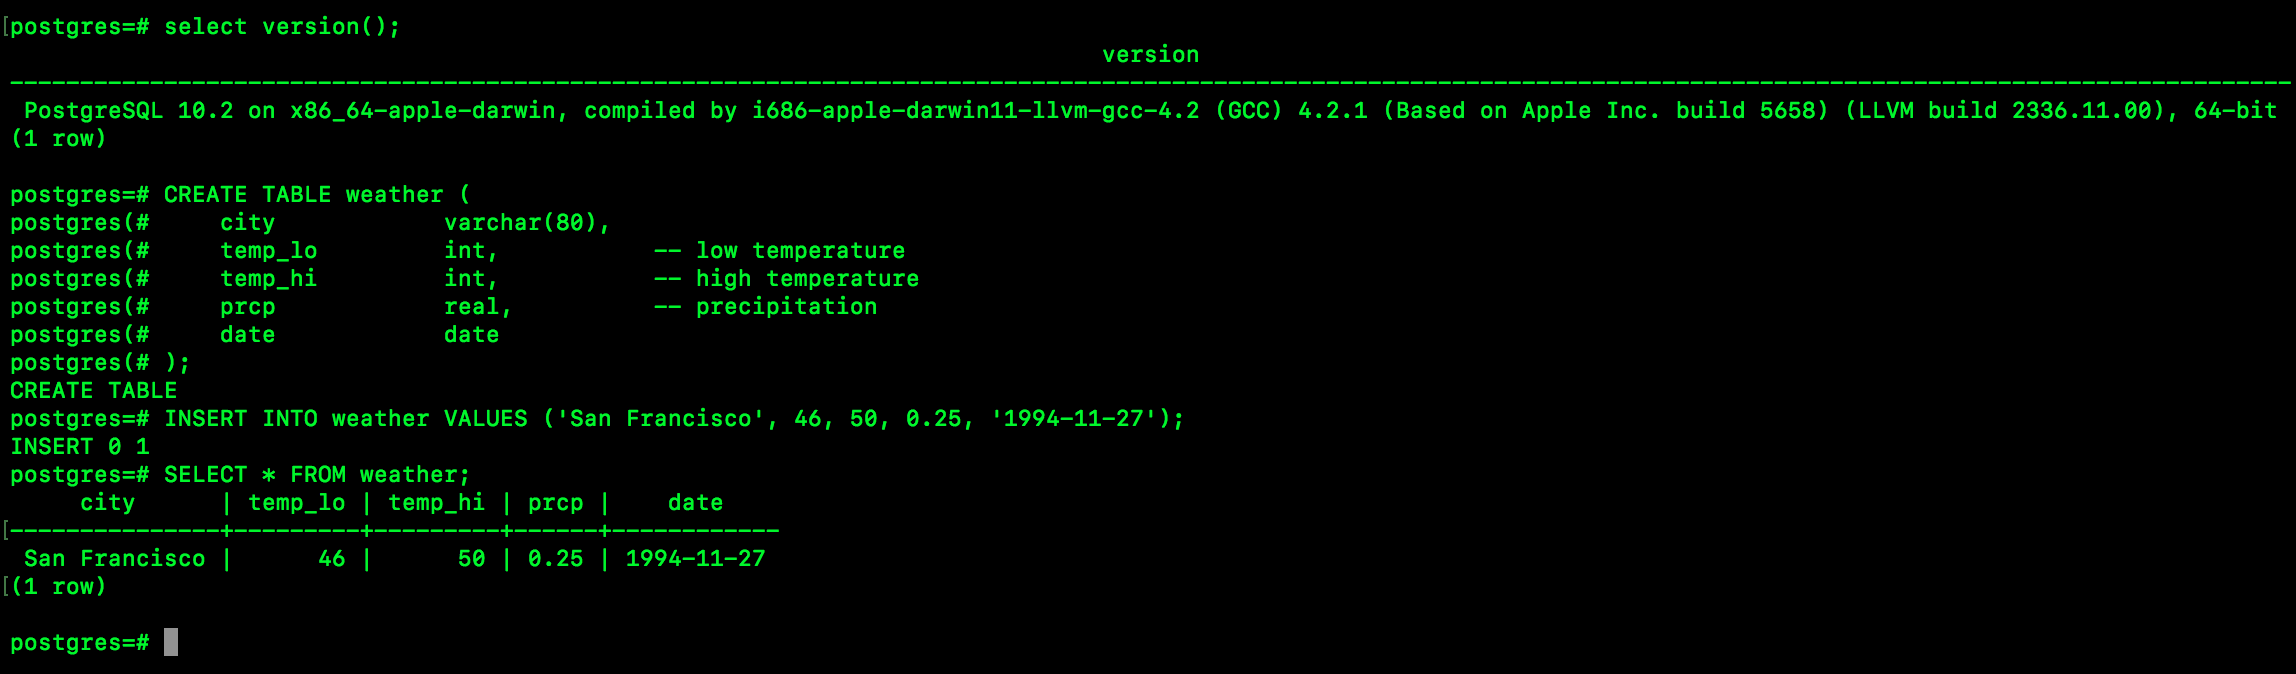 [postgres=# select version();
version
-------------------------------------------------------------------------------------------------------------------------------------------------------------------
 PostgreSQL 10.2 on x86_64-apple-darwin, compiled by i686-apple-darwin11-llvm-gcc-4.2 (GCC) 4.2.1 (Based on Apple Inc. build 5658) (LLVM build 2336.11.00), 64-bit
(1 row)
postgres=# CREATE TABLE weather (
postgres(#     city            varchar(80),
postgres(#     temp_lo         int,           -- low temperature
postgres(#     temp_hi         int,           -- high temperature
postgres(#     prcp            real,          -- precipitation
postgres(#     date            date
postgres(# );
CREATE TABLE
postgres=# INSERT INTO weather VALUES ('San Francisco', 46, 50, 0.25, '1994-11-27');
INSERT 0 1
postgres=# SELECT * FROM weather;
     city      | temp_lo | temp_hi | prcp |    date
[---------------+---------+---------+------+------------
 San Francisco |      46 |      50 | 0.25 | 1994-11-27
[(1 row)
postgres=#